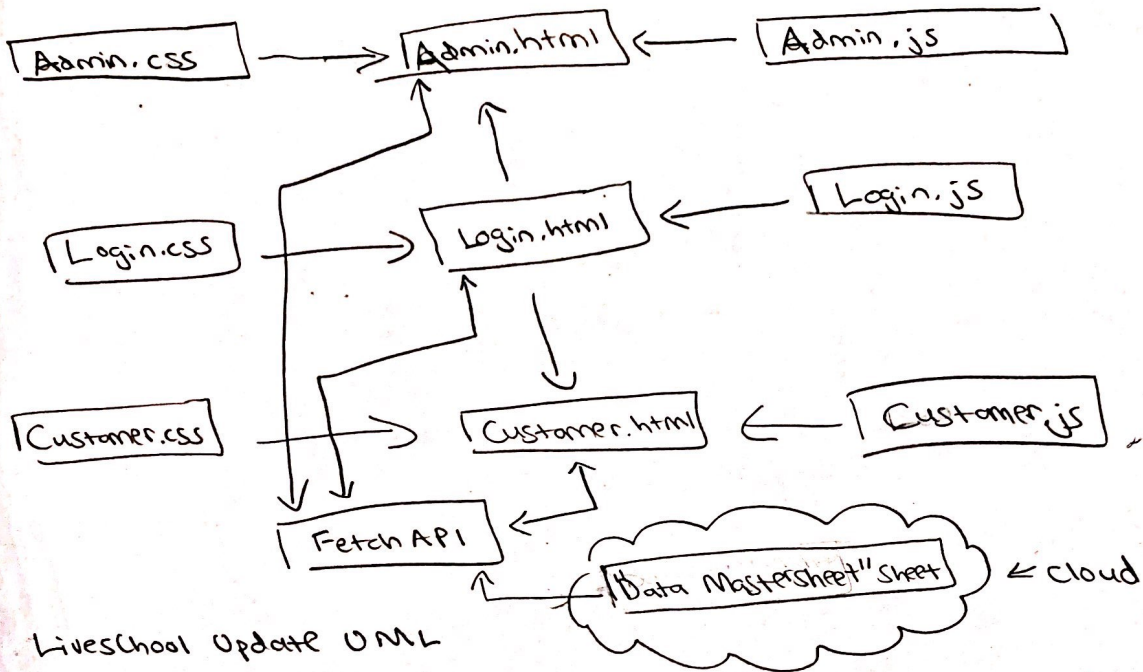 Admin.css
Admin.html
Admin.js
Login.css
Login.html
Login.js
Customer.css
Customer.html
Customer.js
Fetch API
"Data Mastersheet" Sheet
Cloud
LiveSchool Update UML